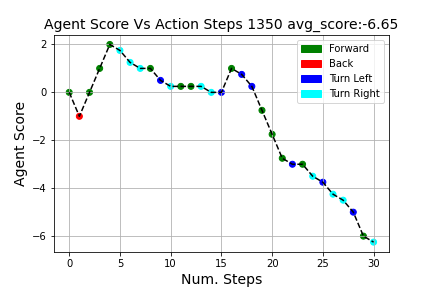 Agent Score Vs Action Steps 1350 avg_score:-6.65
Agent Score
2
0
−2
−4
−6
Forward
Back
Turn Left
Turn Right
0 5 10 15 20 25 30
Num. Steps